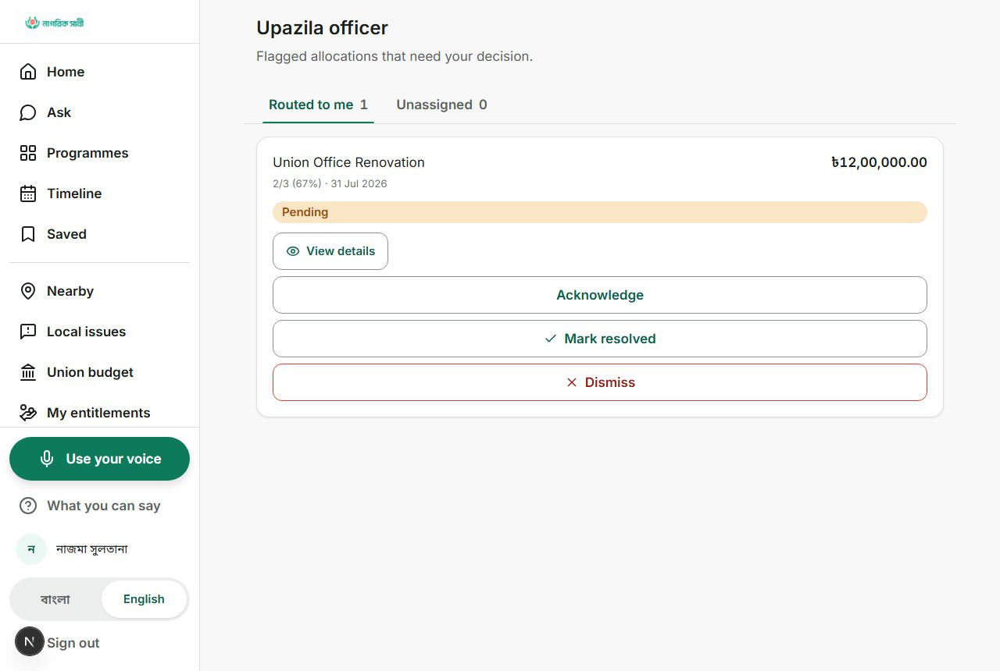 নাগরিক সাথী
Home
Ask
Programmes
Timeline
Saved
Nearby
Local issues
Union budget
My entitlements
Use your voice
What you can say
ন নাজমা সুলতানা
বাংলা English
N Sign out
Upazila officer
Flagged allocations that need your decision.
Routed to me 1 Unassigned 0
Union Office Renovation ৳12,00,000.00
2/3 (67%) · 31 Jul 2026
Pending
View details
Acknowledge
Mark resolved
Dismiss